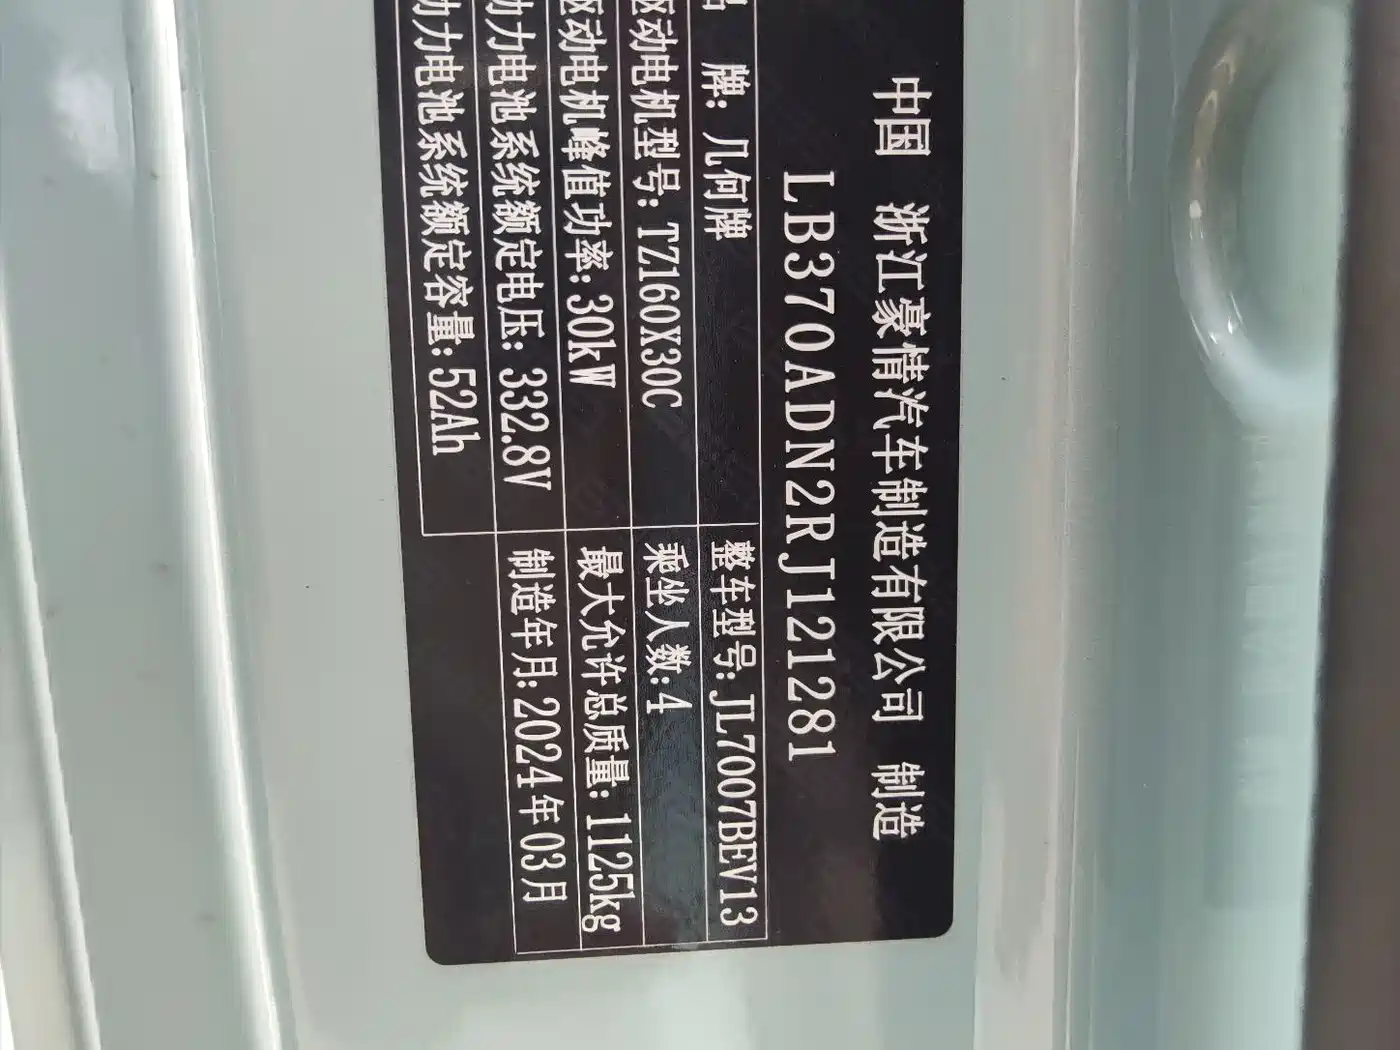 中国 浙江豪情汽车制造有限公司 制造
LB370ADN2RJ121281
牌: 几何牌 整车型号: JL7007BEV13
驱动电机型号: TZ160X30C 乘坐人数: 4
驱动电机峰值功率: 30kW 最大允许总质量: 1125kg
动力电池系统额定电压: 332.8V 制造年月: 2024年03月
动力电池系统额定容量: 52Ah